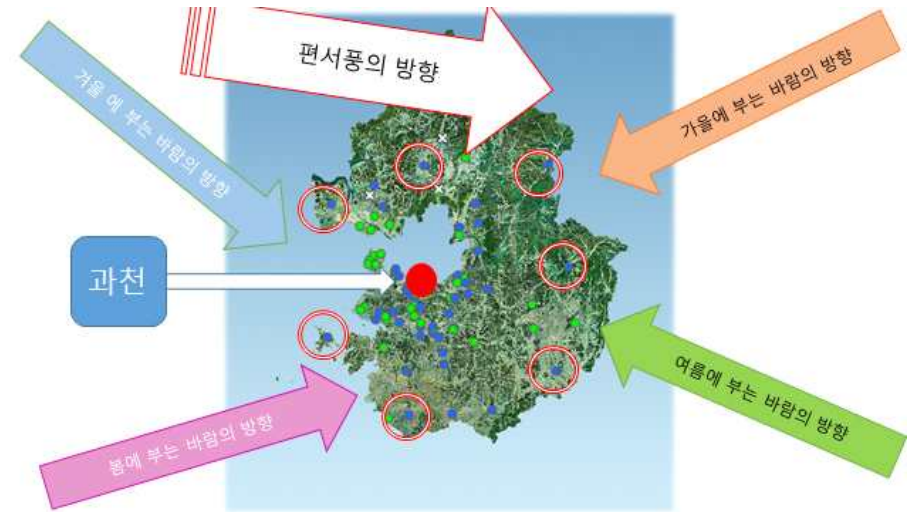 편서풍의 방향
겨울 에 부는 바람의 방향
가을에 부는 바람의 방향
과천
여름에 부는 바람의 방향
봄에 부는 바람의 방향